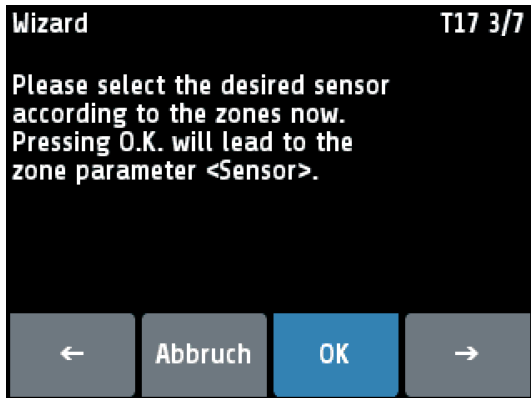 Wizard T17 3/7
Please select the desired sensor
according to the zones now.
Pressing O.K. will lead to the
zone parameter <Sensor>.
← Abbruch OK →